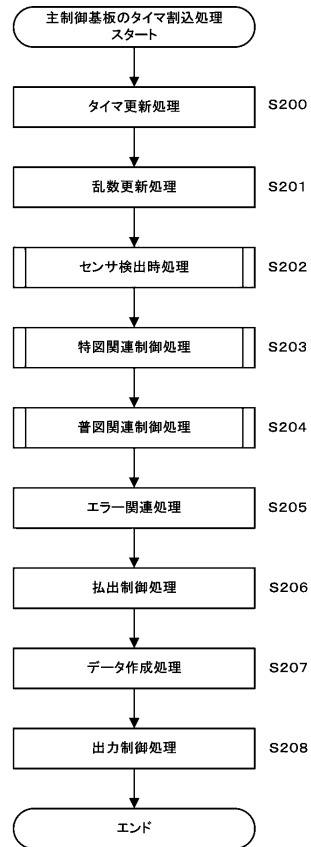 主制御基板のタイマ割込処理
スタート
タイマ更新処理 S200
乱数更新処理 S201
センサ検出時処理 S202
特図関連制御処理 S203
普図関連制御処理 S204
エラー関連処理 S205
払出制御処理 S206
データ作成処理 S207
出力制御処理 S208
エンド